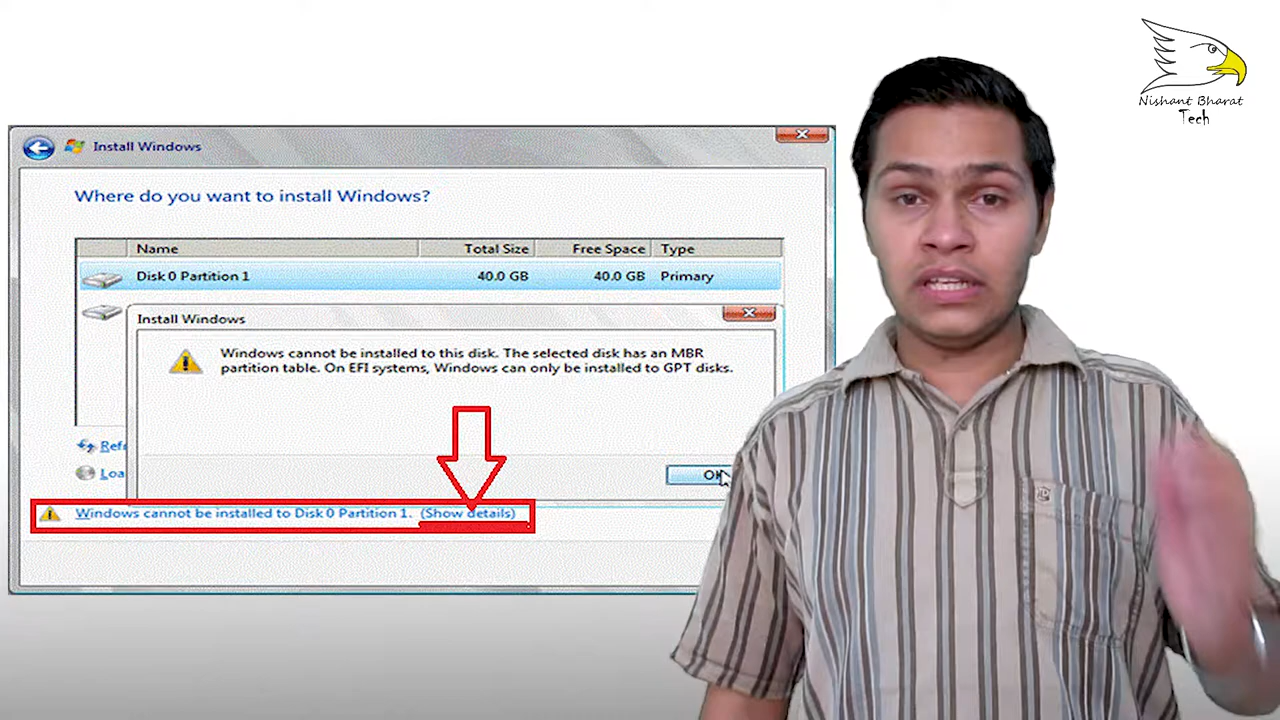 Nishant Bharat
Tech
Install Windows
Where do you want to install Windows?
Name Total Size Free Space Type
Disk 0 Partition 1 40.0 GB 40.0 GB Primary
Install Windows
Windows cannot be installed to this disk. The selected disk has an MBR
partition table. On EFI systems, Windows can only be installed to GPT disks.
OK
Windows cannot be installed to Disk 0 Partition 1. (Show details)